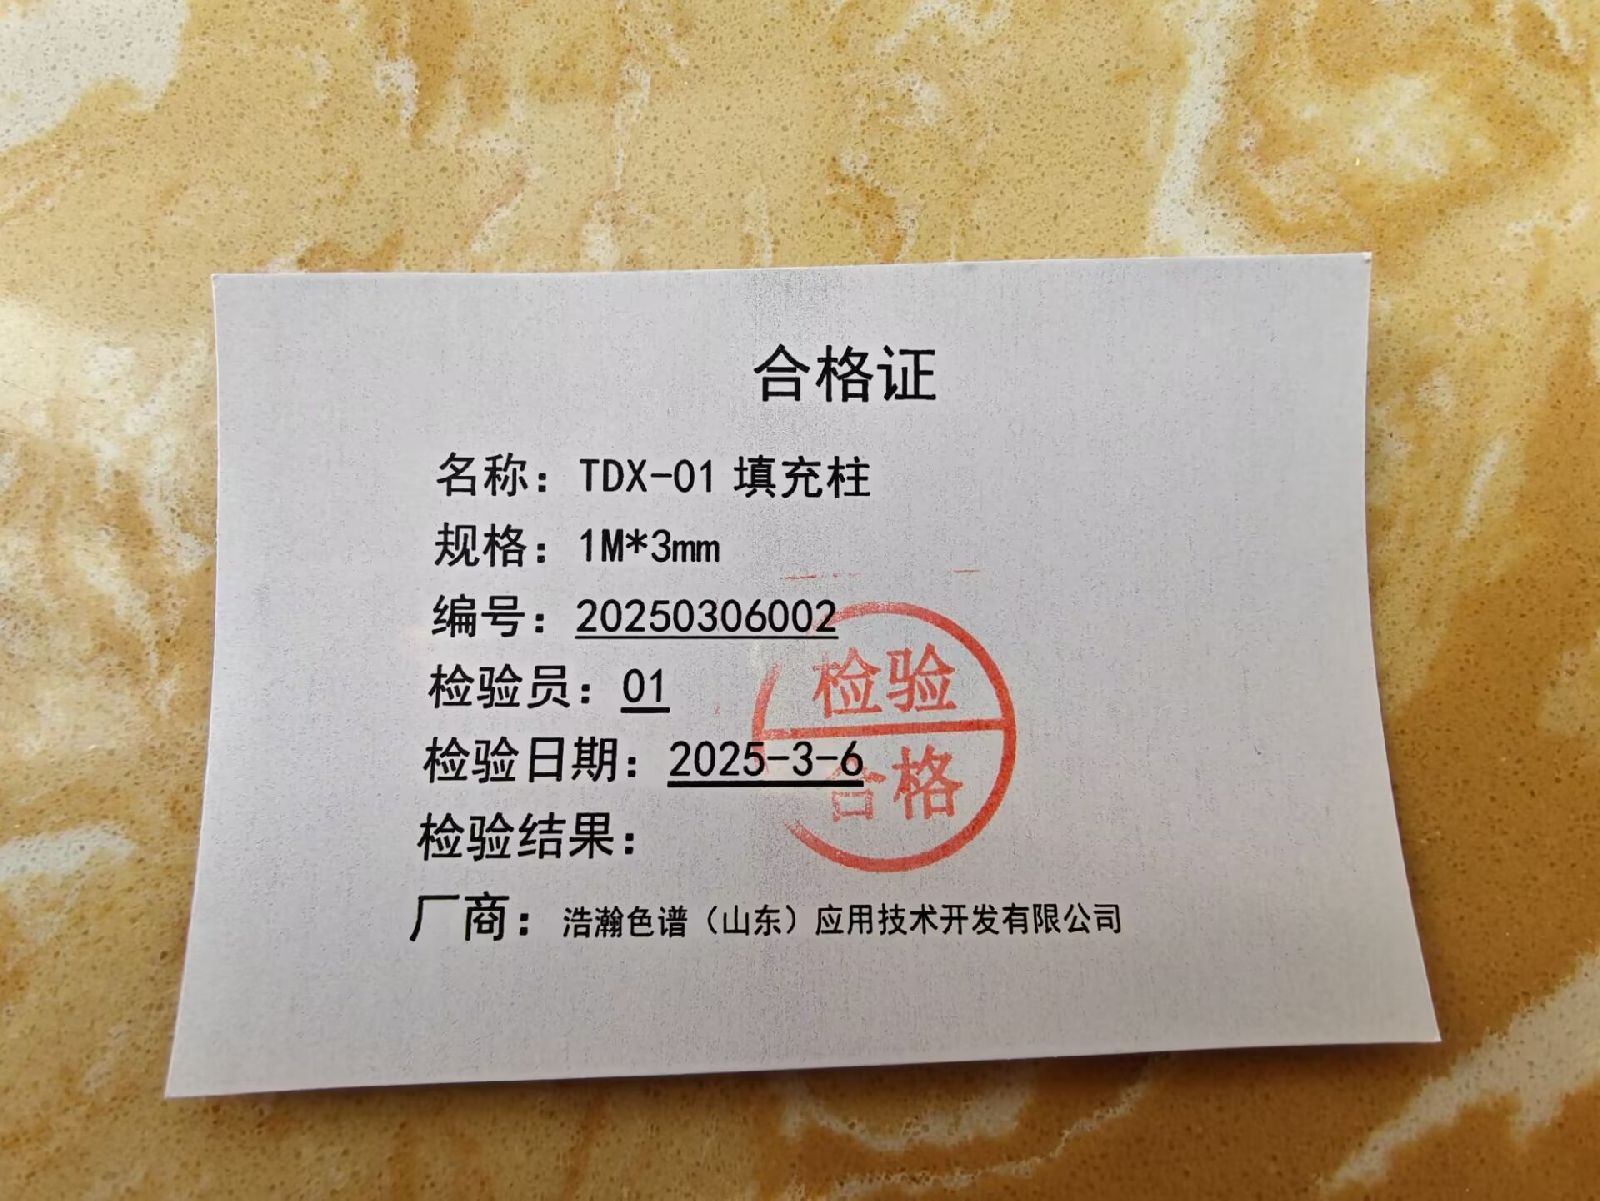 合格证
名称：TDX-01 填充柱
规格：1M*3mm
编号：20250306002
检验员：01
检验
检验日期：2025-3-6
合格
检验结果：
厂商：浩瀚色谱（山东）应用技术开发有限公司